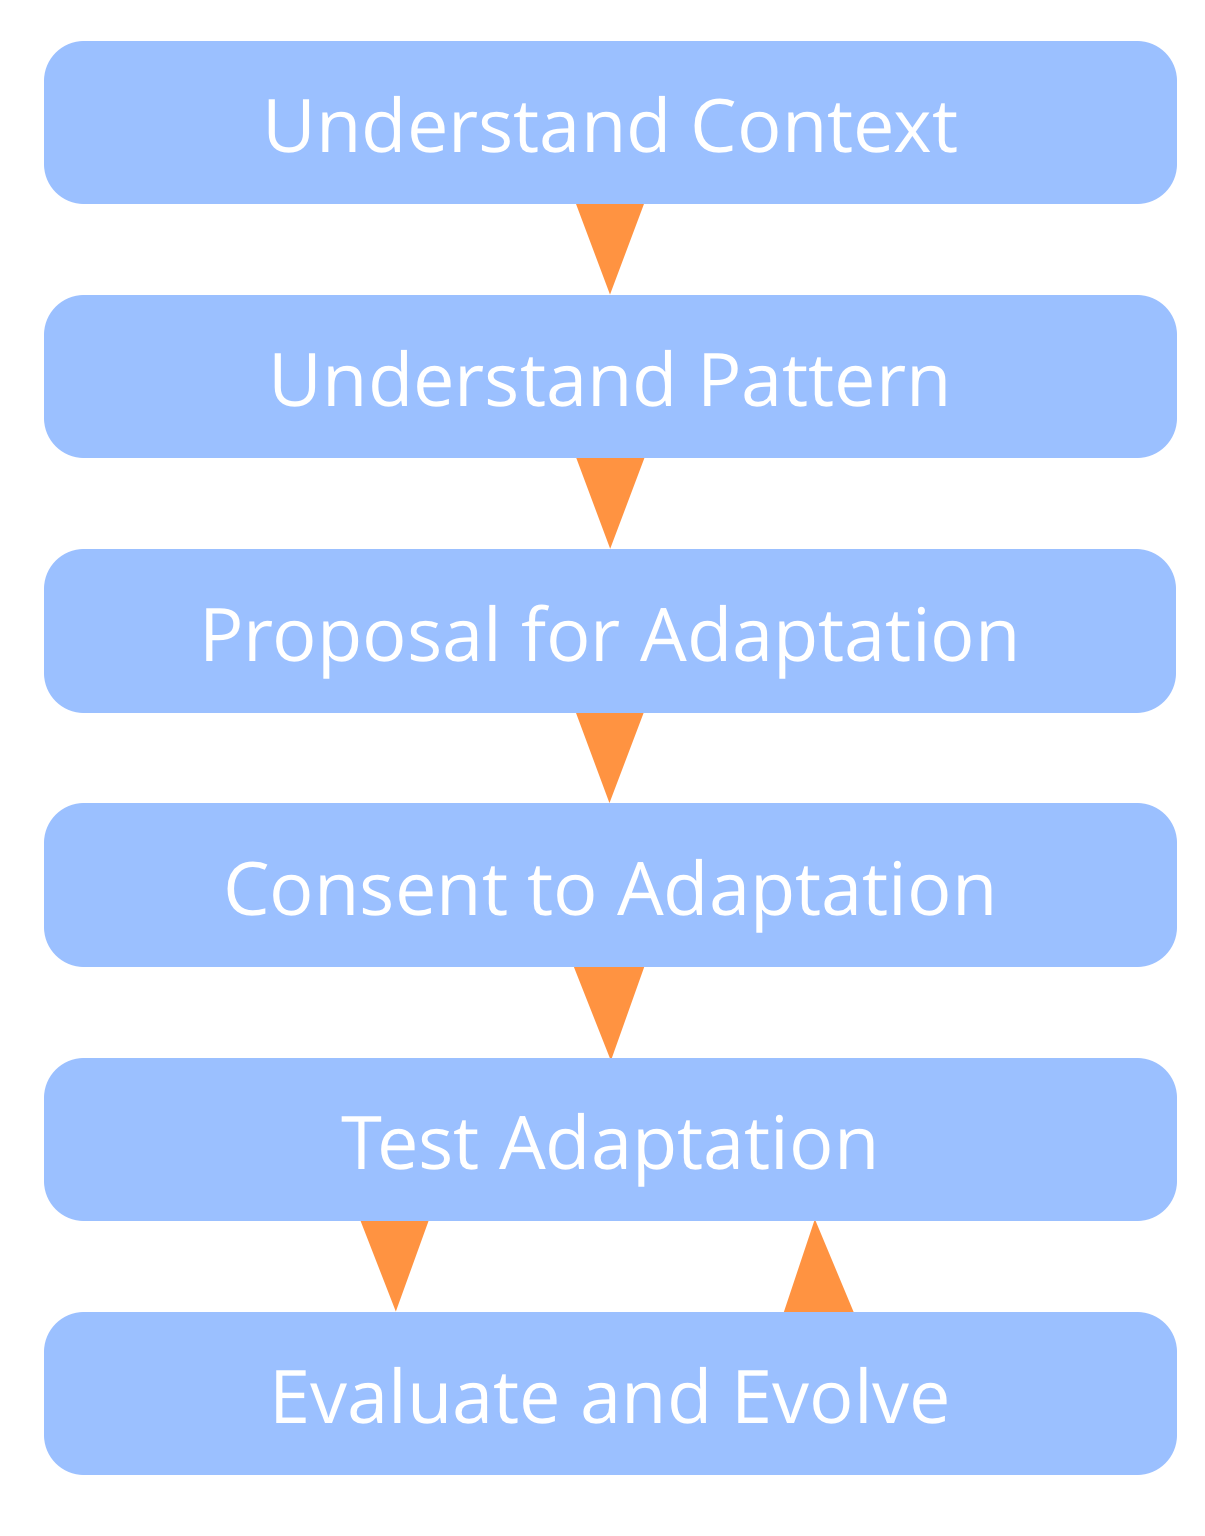 Understand Context
Understand Pattern
Proposal for Adaptation
Consent to Adaptation
Test Adaptation
Evaluate and Evolve